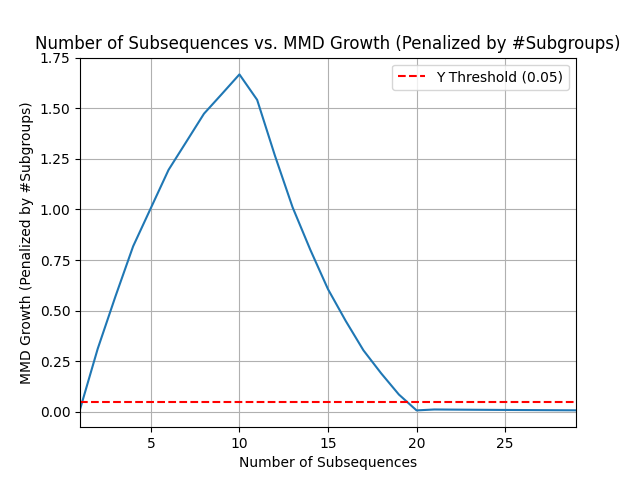 Number of Subsequences vs. MMD Growth (Penalized by #Subgroups)
1.75
1.50
1.25
1.00
0.75
0.50
0.25
0.00
MMD Growth (Penalized by #Subgroups)
Y Threshold (0.05)
5 10 15 20 25
Number of Subsequences